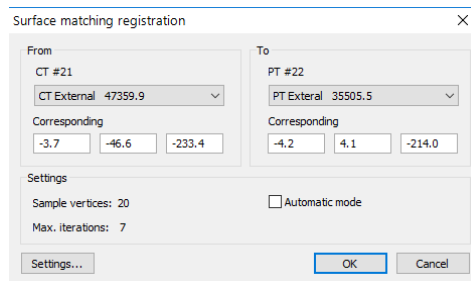 Surface matching registration
From
CT #21
CT External 47359.9
Corresponding
-3.7 -46.6 -233.4
To
PT #22
PT Exteral 35505.5
Corresponding
-4.2 4.1 -214.0
Settings
Sample vertices: 20
Max. iterations: 7
Automatic mode
Settings...
OK
Cancel